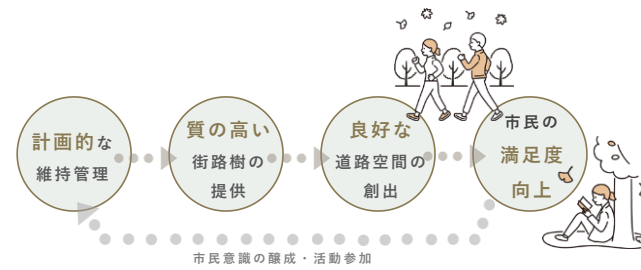 計画的な
維持管理
質の高い
街路樹の
提供
良好な
道路空間の
創出
市民の
満足度
向上
市民意識の醸成・活動参加